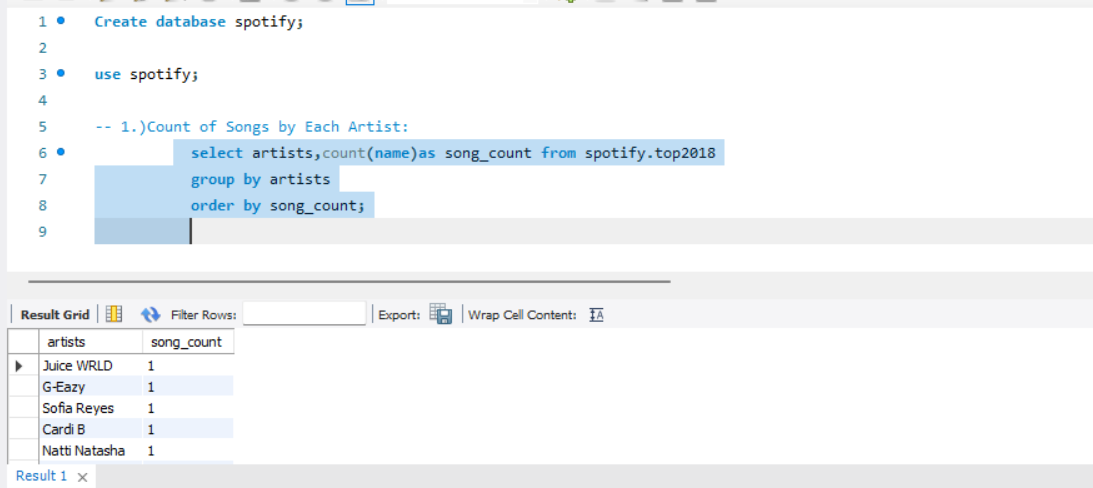 1 Create database spotify;
2
3 use spotify;
4
5 -- 1.)Count of Songs by Each Artist:
6 select artists,count(name)as song_count from spotify.top2018
7 group by artists
8 order by song_count;
9
Result Grid Filter Rows: Export: Wrap Cell Content: IA
artists song_count
Juice WRLD 1
G-Eazy 1
Sofia Reyes 1
Cardi B 1
Natti Natasha 1
Result 1 ×